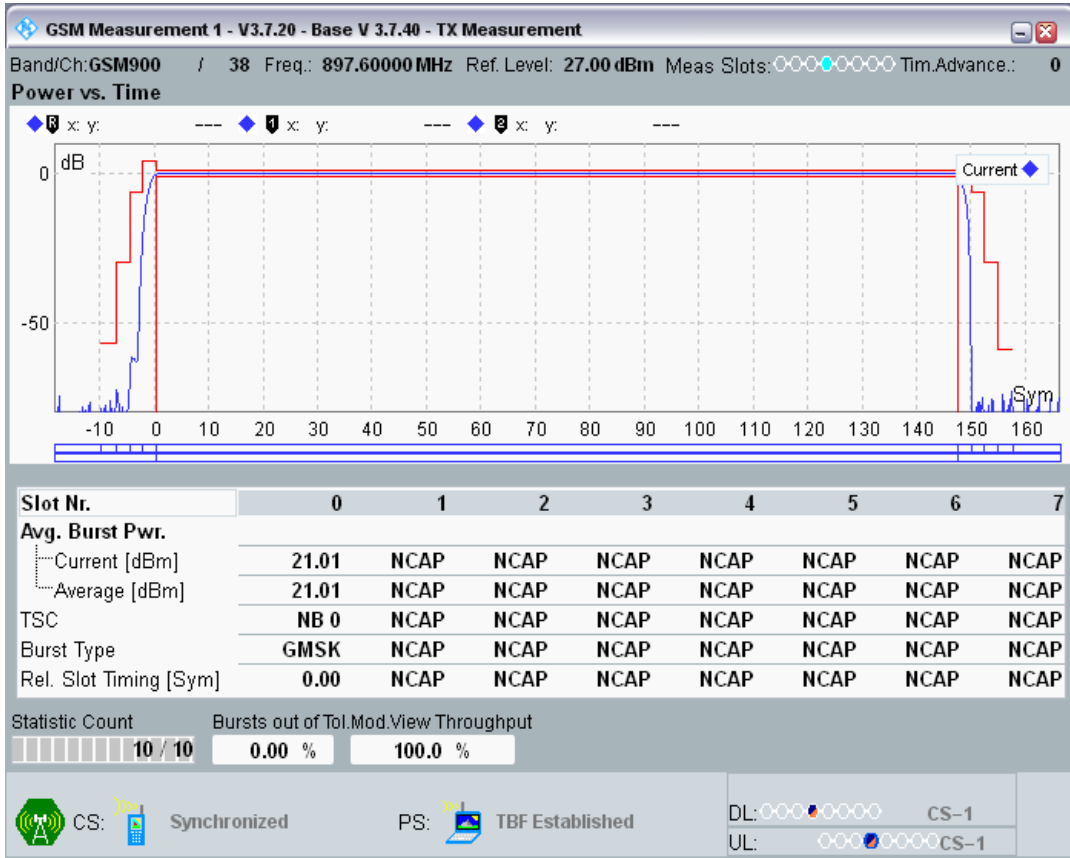 GSM Measurement 1 - V3.7.20 - Base V 3.7.40 - TX Measurement
Band/Ch:GSM900 / 38 Freq.: 897.60000 MHz Ref. Level: 27.00 dBm Meas Slots: Tim.Advance.: 0
Power vs. Time
R x: y: --- 1 x: y: --- 2 x: y: ---
dB
Current
0
-50
Sym
-10 0 10 20 30 40 50 60 70 80 90 100 110 120 130 140 150 160
Slot Nr. 0 1 2 3 4 5 6 7
Avg. Burst Pwr.
Current [dBm] 21.01 NCAP NCAP NCAP NCAP NCAP NCAP NCAP
Average [dBm] 21.01 NCAP NCAP NCAP NCAP NCAP NCAP NCAP
TSC NB 0 NCAP NCAP NCAP NCAP NCAP NCAP NCAP
Burst Type GMSK NCAP NCAP NCAP NCAP NCAP NCAP NCAP
Rel. Slot Timing [Sym] 0.00 NCAP NCAP NCAP NCAP NCAP NCAP NCAP
Statistic Count Bursts out of Tol.Mod.View Throughput
10 / 10 0.00 % 100.0 %
CS: Synchronized PS: TBF Established
DL: CS-1
UL: CS-1